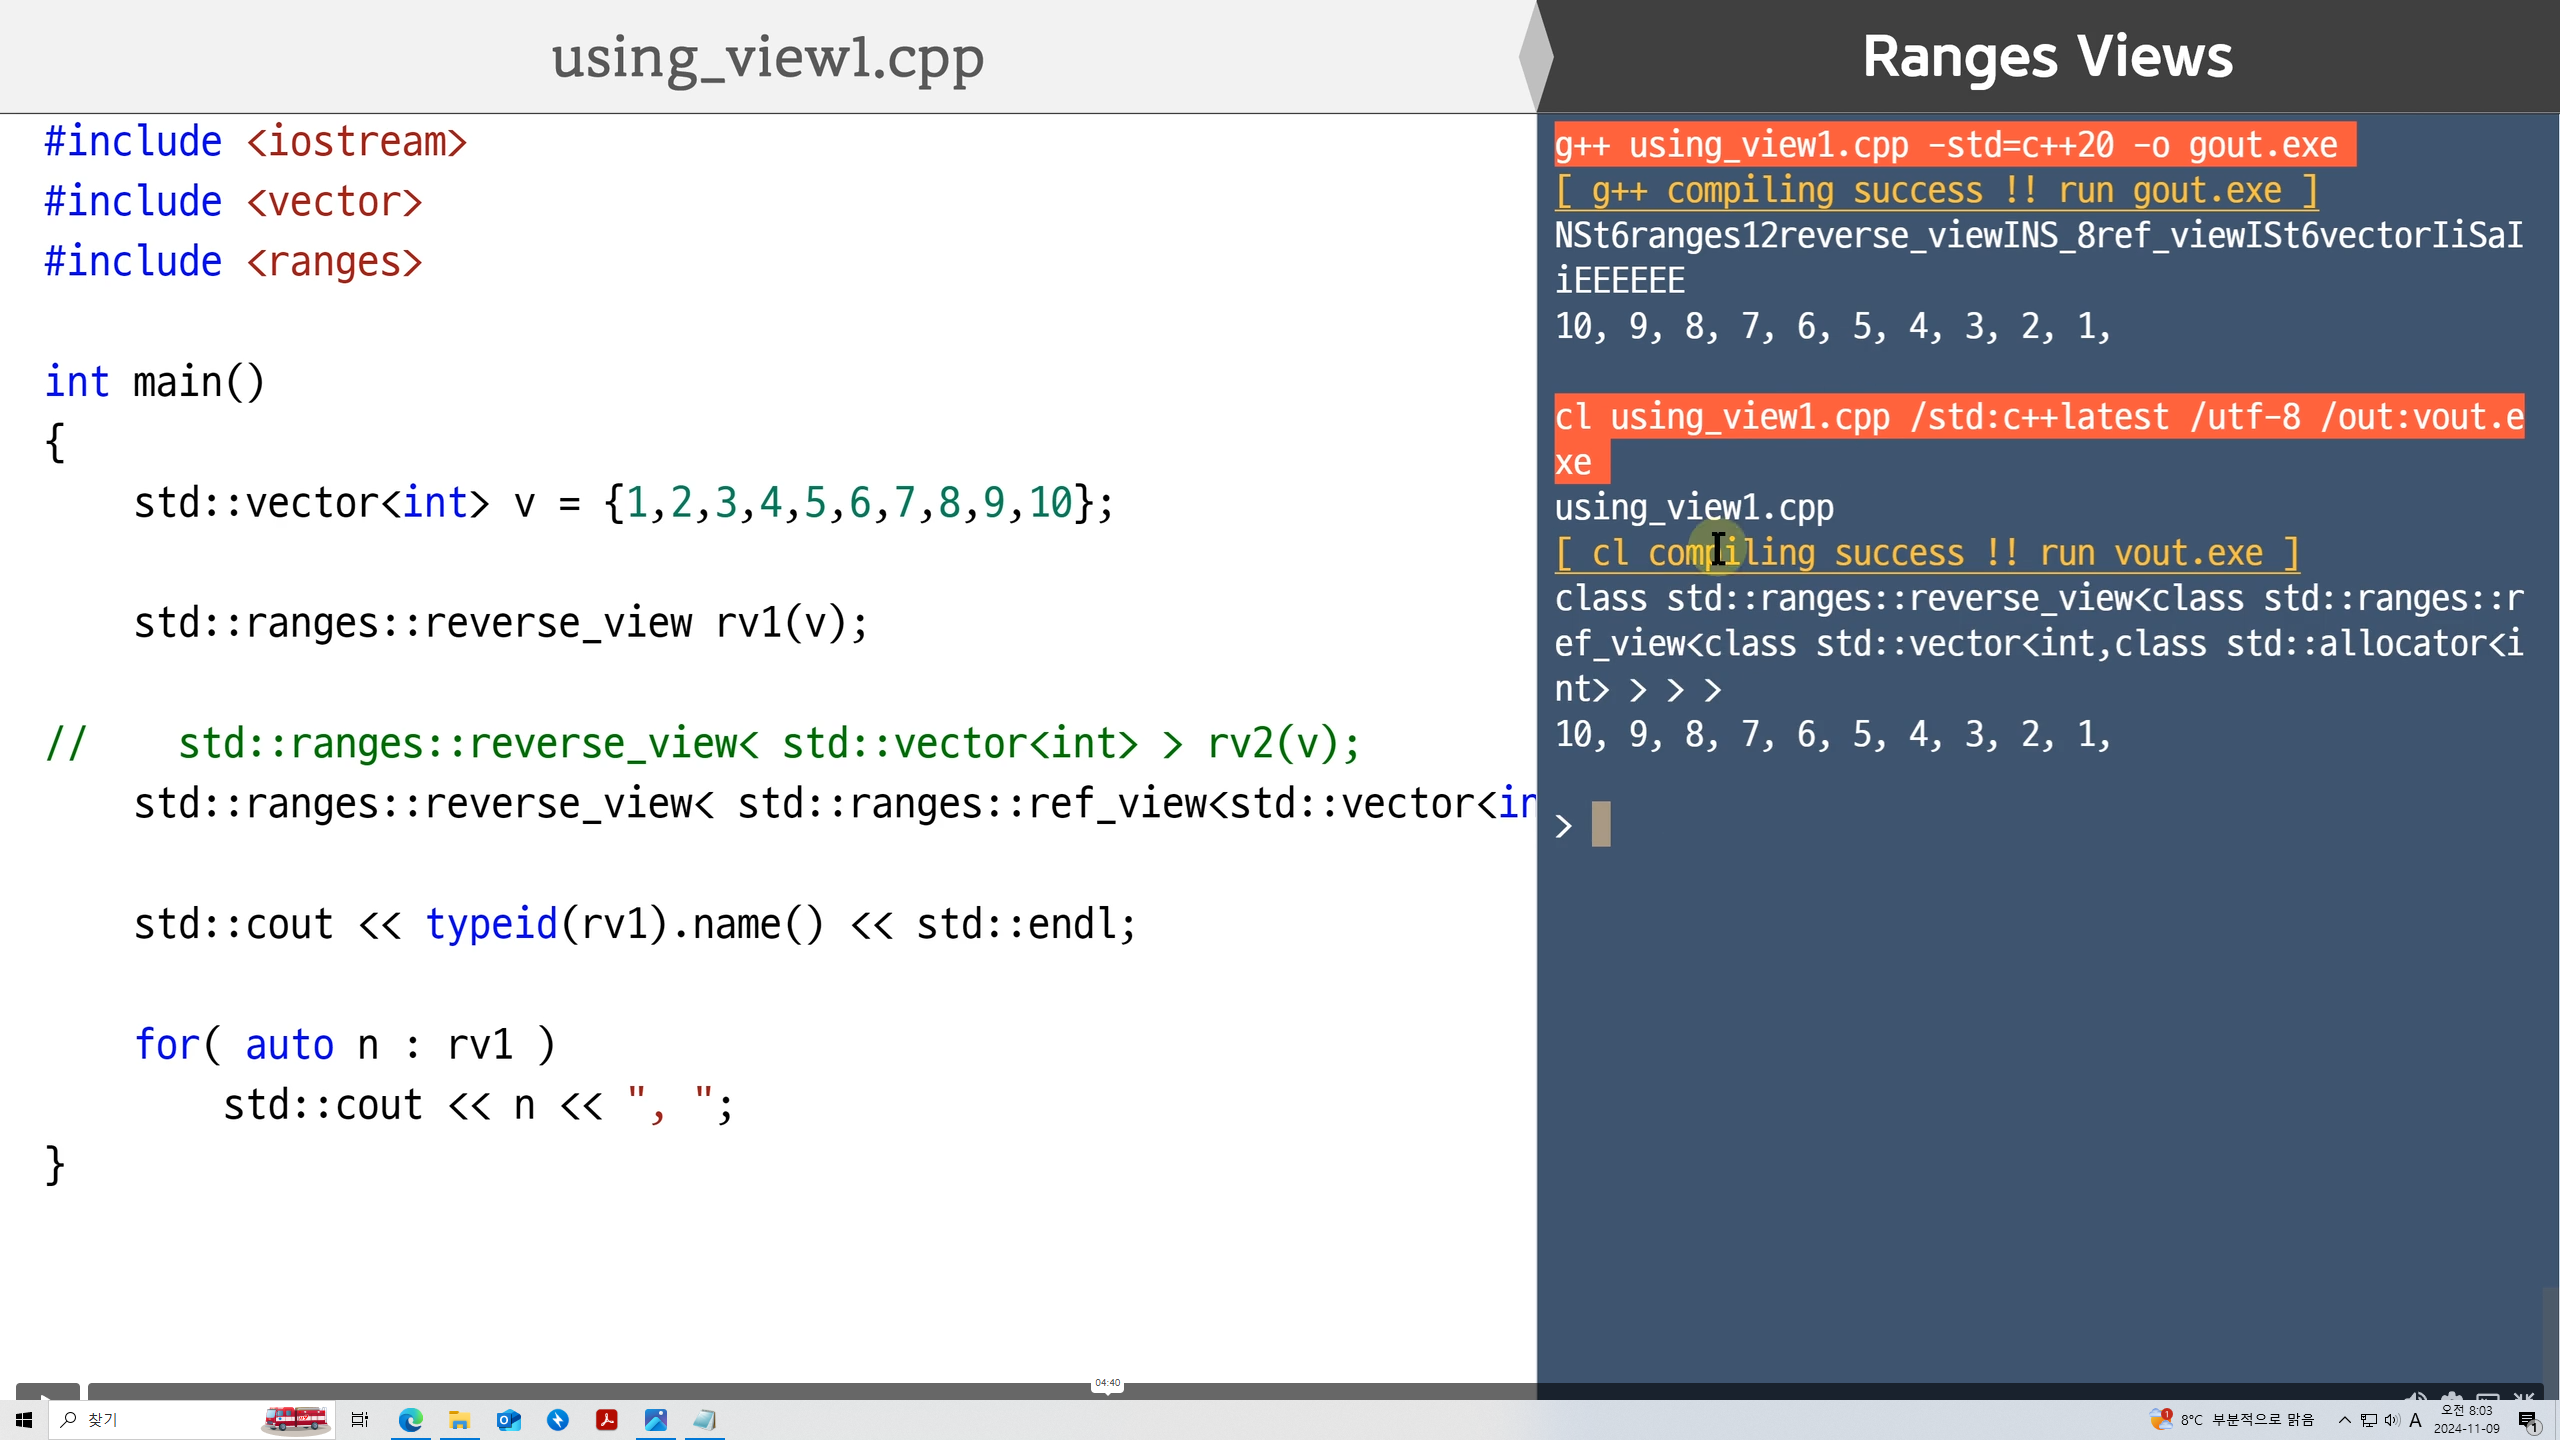 using_view1.cpp
Ranges Views
#include <iostream>
#include <vector>
#include <ranges>
int main()
{
std::vector<int> v = {1,2,3,4,5,6,7,8,9,10};
std::ranges::reverse_view rv1(v);
//    std::ranges::reverse_view< std::vector<int> > rv2(v);
std::ranges::reverse_view< std::ranges::ref_view<std::vector<in
std::cout << typeid(rv1).name() << std::endl;
for( auto n : rv1 )
std::cout << n << ", ";
}
g++ using_view1.cpp -std=c++20 -o gout.exe
[ g++ compiling success !! run gout.exe ]
NSt6ranges12reverse_viewINS_8ref_viewISt6vectorIiSaI
iEEEEEE
10, 9, 8, 7, 6, 5, 4, 3, 2, 1,
cl using_view1.cpp /std:c++latest /utf-8 /out:vout.e
xe
using_view1.cpp
[ cl compiling success !! run vout.exe ]
class std::ranges::reverse_view<class std::ranges::r
ef_view<class std::vector<int,class std::allocator<i
nt> > > >
10, 9, 8, 7, 6, 5, 4, 3, 2, 1,
>
04:40
찾기
8°C 부분적으로 맑음
A
오전 8:03
2024-11-09